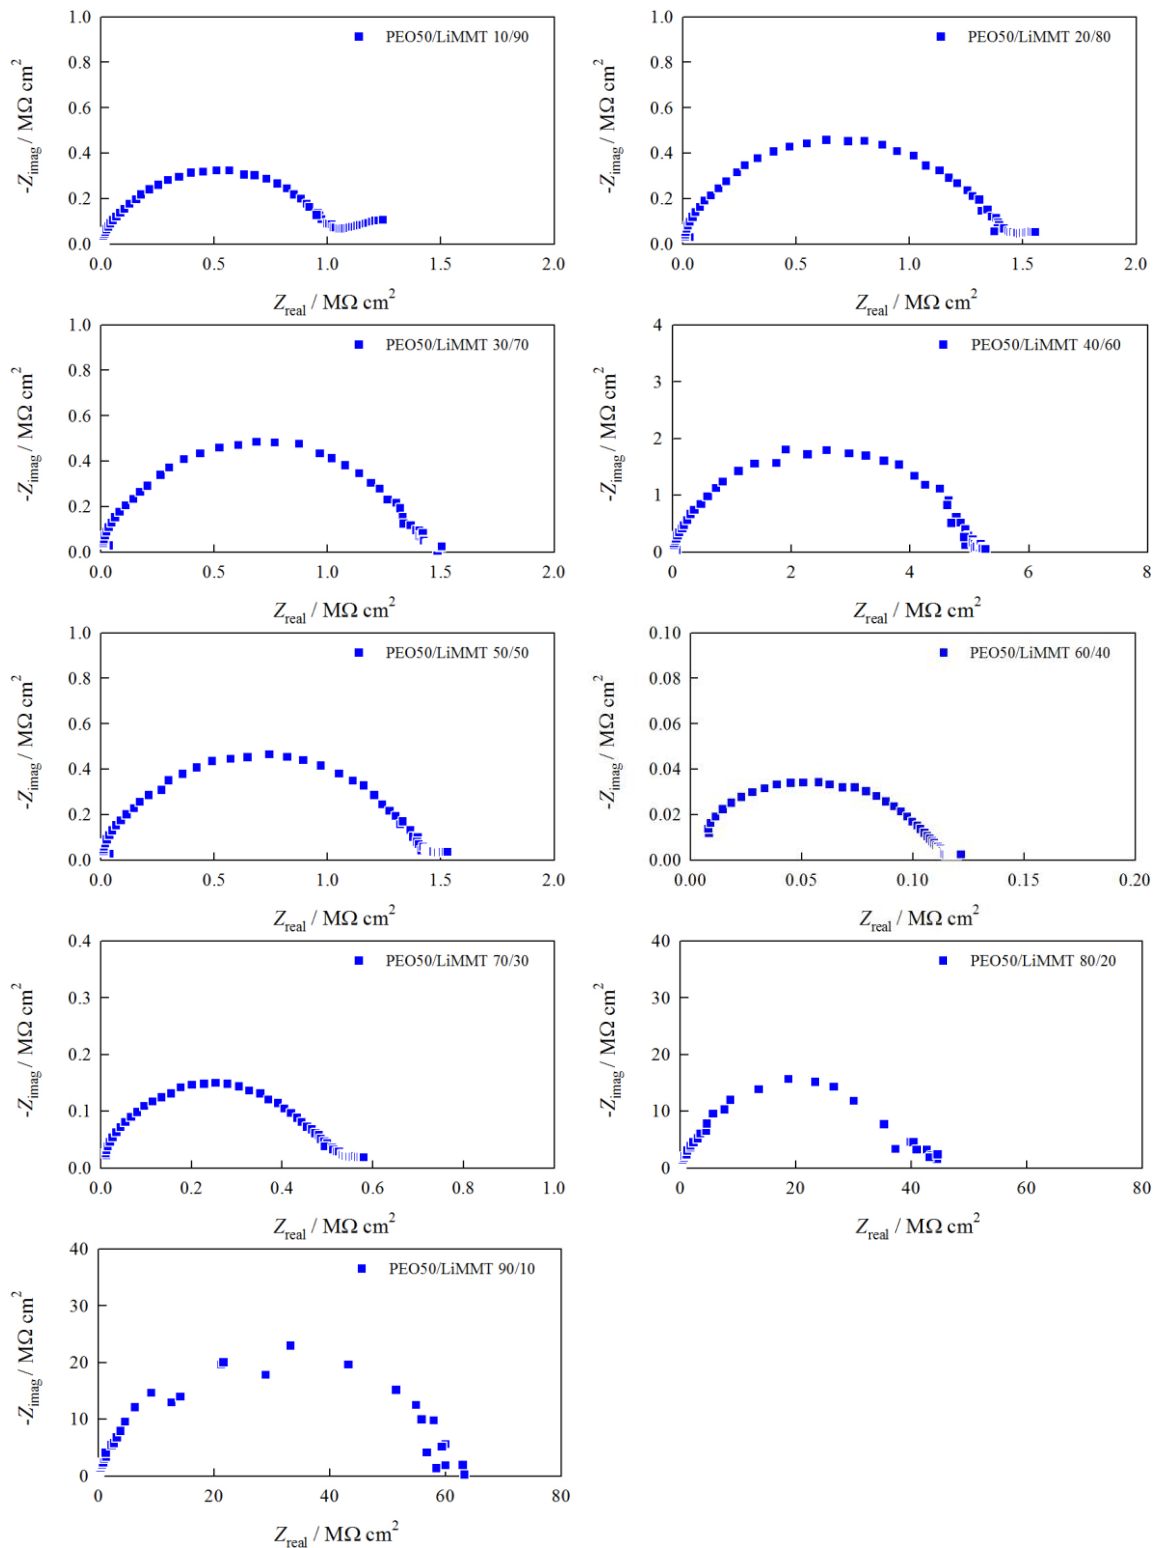 PEO50/LiMMT 10/90
-Zimag / MΩ cm²
1.0
0.8
0.6
0.4
0.2
0.0
0.0 0.5 1.0 1.5 2.0
Zreal / MΩ cm²
PEO50/LiMMT 20/80
-Zimag / MΩ cm²
1.0
0.8
0.6
0.4
0.2
0.0
0.0 0.5 1.0 1.5 2.0
Zreal / MΩ cm²
PEO50/LiMMT 30/70
-Zimag / MΩ cm²
1.0
0.8
0.6
0.4
0.2
0.0
0.0 0.5 1.0 1.5 2.0
Zreal / MΩ cm²
PEO50/LiMMT 40/60
-Zimag / MΩ cm²
4
3
2
1
0
0 2 4 6 8
Zreal / MΩ cm²
PEO50/LiMMT 50/50
-Zimag / MΩ cm²
1.0
0.8
0.6
0.4
0.2
0.0
0.0 0.5 1.0 1.5 2.0
Zreal / MΩ cm²
PEO50/LiMMT 60/40
-Zimag / MΩ cm²
0.10
0.08
0.06
0.04
0.02
0.00
0.00 0.05 0.10 0.15 0.20
Zreal / MΩ cm²
PEO50/LiMMT 70/30
-Zimag / MΩ cm²
0.4
0.3
0.2
0.1
0.0
0.0 0.2 0.4 0.6 0.8 1.0
Zreal / MΩ cm²
PEO50/LiMMT 80/20
-Zimag / MΩ cm²
40
30
20
10
0
0 20 40 60 80
Zreal / MΩ cm²
PEO50/LiMMT 90/10
-Zimag / MΩ cm²
40
30
20
10
0
0 20 40 60 80
Zreal / MΩ cm²